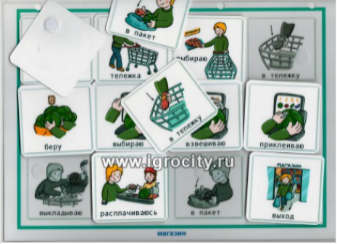 в пакет
тележка
выбираю
в тележку
беру
выбираю
в тележку
взвешиваю
приклеиваю
www.igrocity.ru
выкладываю
расплачиваюсь
в пакет
магазин
выход
магазин